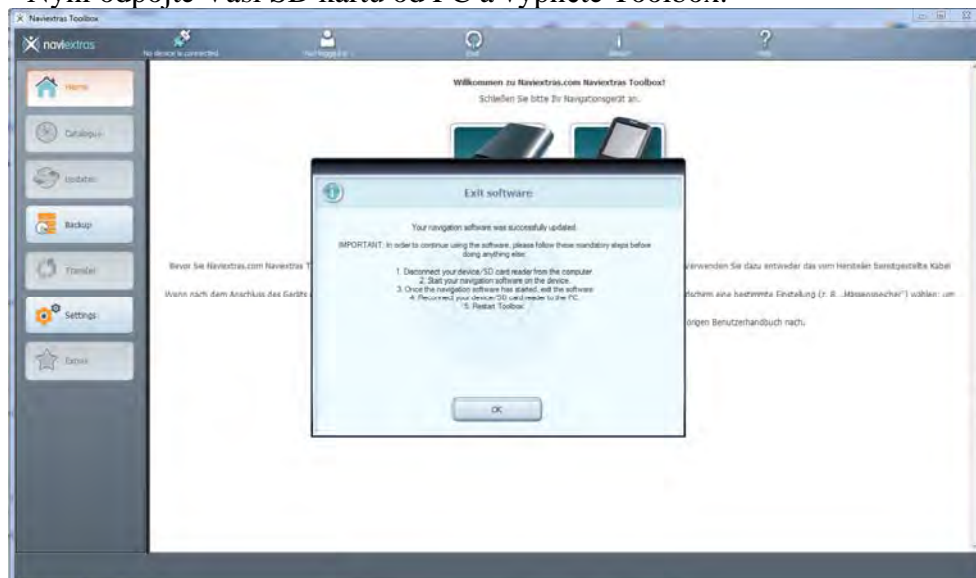 Nyní odpojte Vaši SD kartu od PC a vypněte Toolbox.
Naviextras Toolbox
naviextras
No device is connected
Not logged in
Exit
About
Help
Home
Catalogue
Updates
Backup
Transfer
Settings
Extras
Willkommen zu Naviextras.com Naviextras Toolbox!
Schließen Sie bitte Ihr Navigationsgerät an.
Exit software
Your navigation software was successfully updated.
IMPORTANT: In order to continue using the software, please follow these mandatory steps before
doing anything else:
1. Disconnect your device/SD card reader from the computer.
2. Start your navigation software on the device.
3. Once the navigation software has started, exit the software.
4. Reconnect your device/SD card reader to the PC.
5. Restart Toolbox.
OK
Bevor Sie Naviextras.com Naviextras T
verwenden Sie dazu entweder das vom Hersteller bereitgestellte Kabel
Wenn nach dem Anschluss des Geräts
eine bestimmte Einstellung (z. B. „Massenspeicher“) wählen, um
origen Benutzerhandbuch nach.